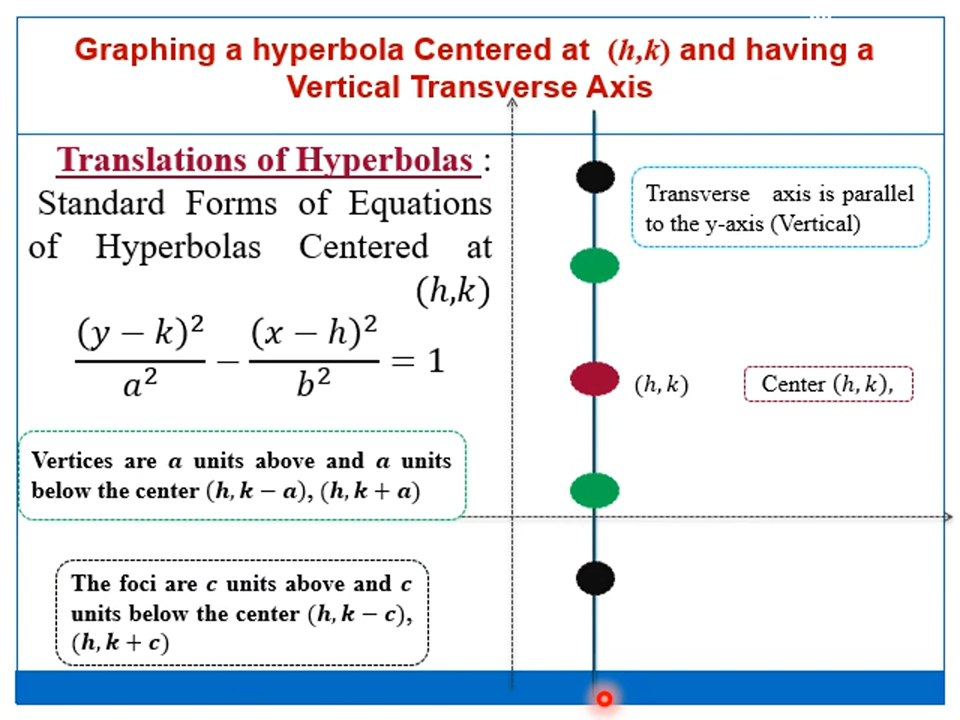 Graphing a hyperbola Centered at (h,k) and having a
Vertical Transverse Axis
Translations of Hyperbolas :
Standard Forms of Equations
of Hyperbolas Centered at
(h,k)
(y − k)²/a² − (x − h)²/b² = 1
Transverse axis is parallel
to the y-axis (Vertical)
(h, k)
Center (h, k),
Vertices are a units above and a units
below the center (h, k − a), (h, k + a)
The foci are c units above and c
units below the center (h, k − c),
(h, k + c)